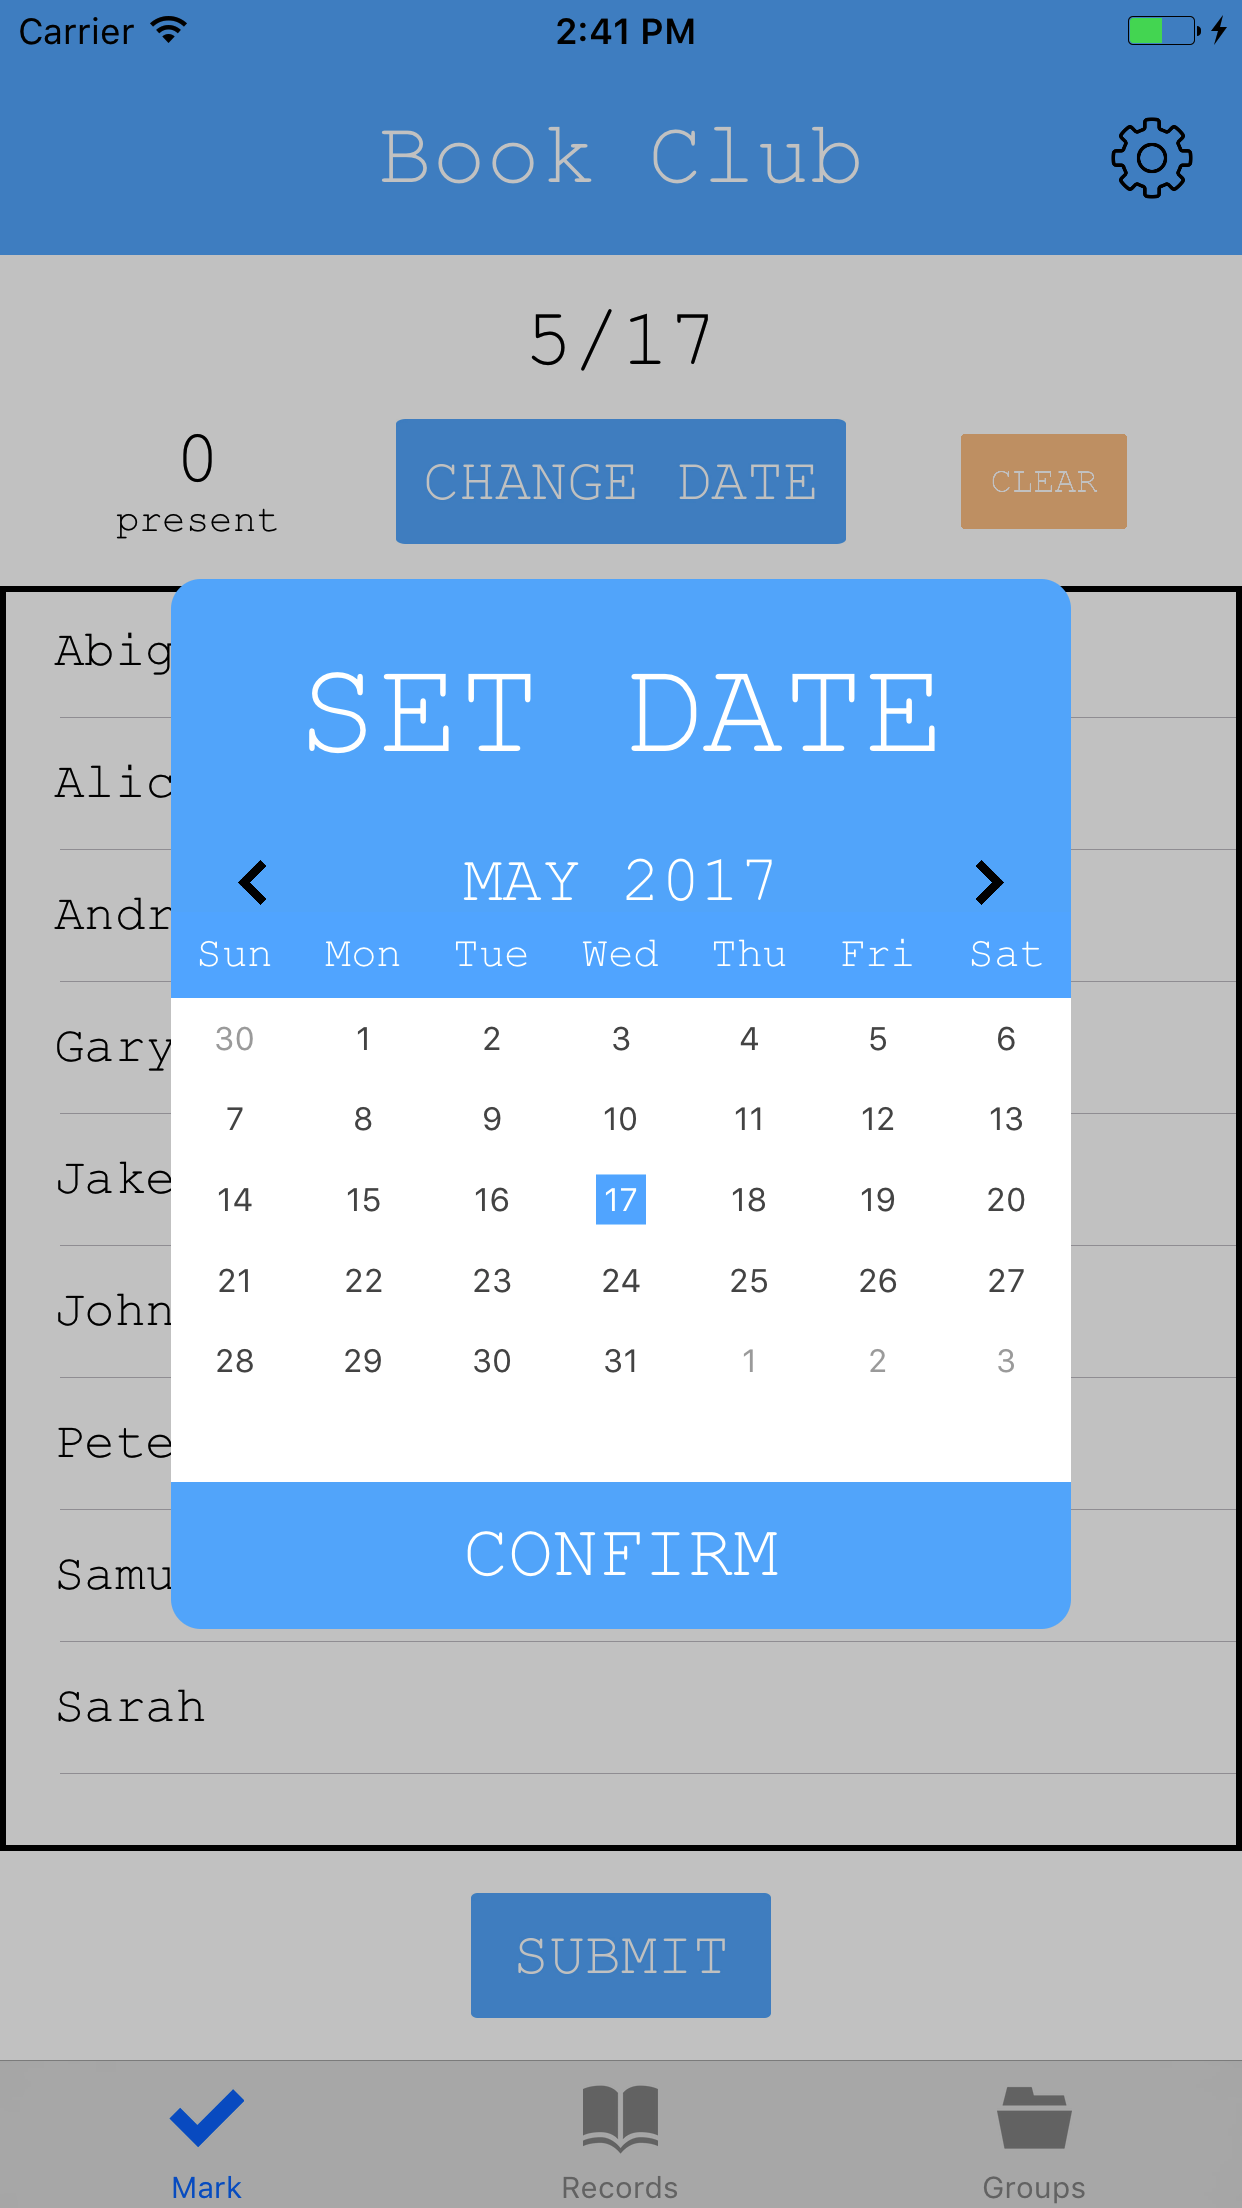 Carrier 2:41 PM
Book Club
5/17
0
present
CHANGE DATE
CLEAR
Abig
Alic
Andr
Gary
Jake
John
Pete
Samu
Sarah
SET DATE
MAY 2017
Sun Mon Tue Wed Thu Fri Sat
30 1 2 3 4 5 6
7 8 9 10 11 12 13
14 15 16 17 18 19 20
21 22 23 24 25 26 27
28 29 30 31 1 2 3
CONFIRM
SUBMIT
Mark Records Groups